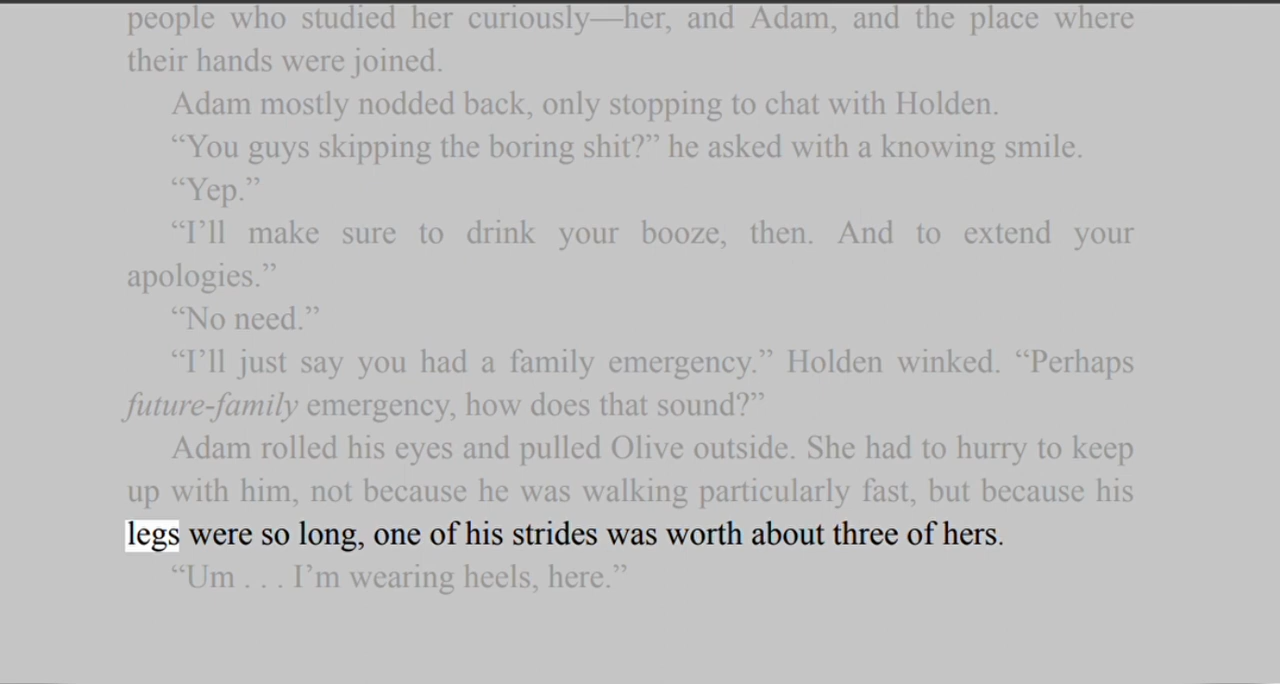 people who studied her curiously—her, and Adam, and the place where
their hands were joined.
Adam mostly nodded back, only stopping to chat with Holden.
“You guys skipping the boring shit?” he asked with a knowing smile.
“Yep.”
“I’ll make sure to drink your booze, then. And to extend your
apologies.”
“No need.”
“I’ll just say you had a family emergency.” Holden winked. “Perhaps
future-family emergency, how does that sound?”
Adam rolled his eyes and pulled Olive outside. She had to hurry to keep
up with him, not because he was walking particularly fast, but because his
legs were so long, one of his strides was worth about three of hers.
“Um . . . I’m wearing heels, here.”